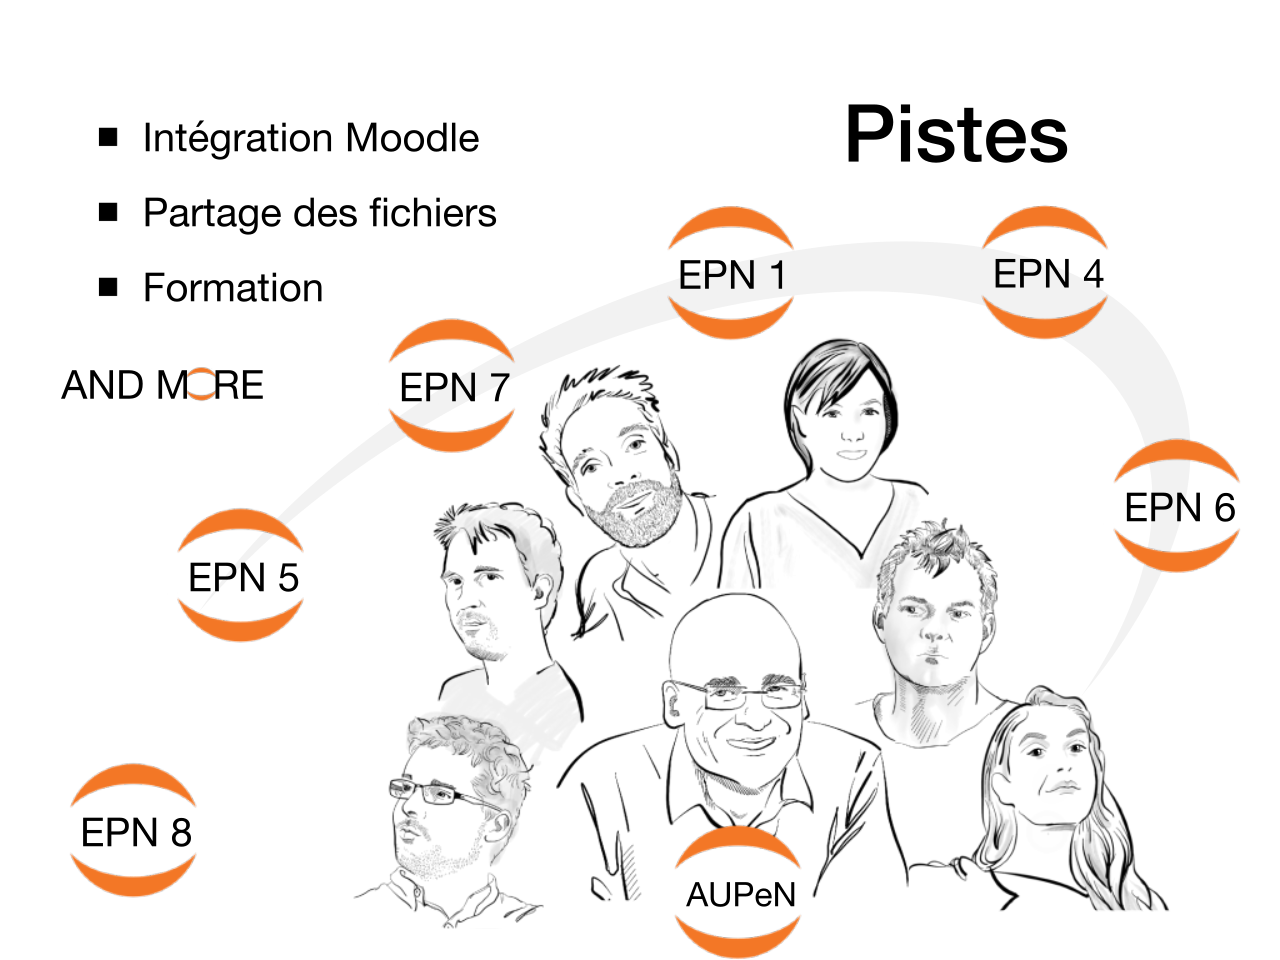 Pistes
Intégration Moodle
Partage des fichiers
Formation
AND MORE
EPN 1
EPN 4
EPN 7
EPN 6
EPN 5
EPN 8
AUPeN